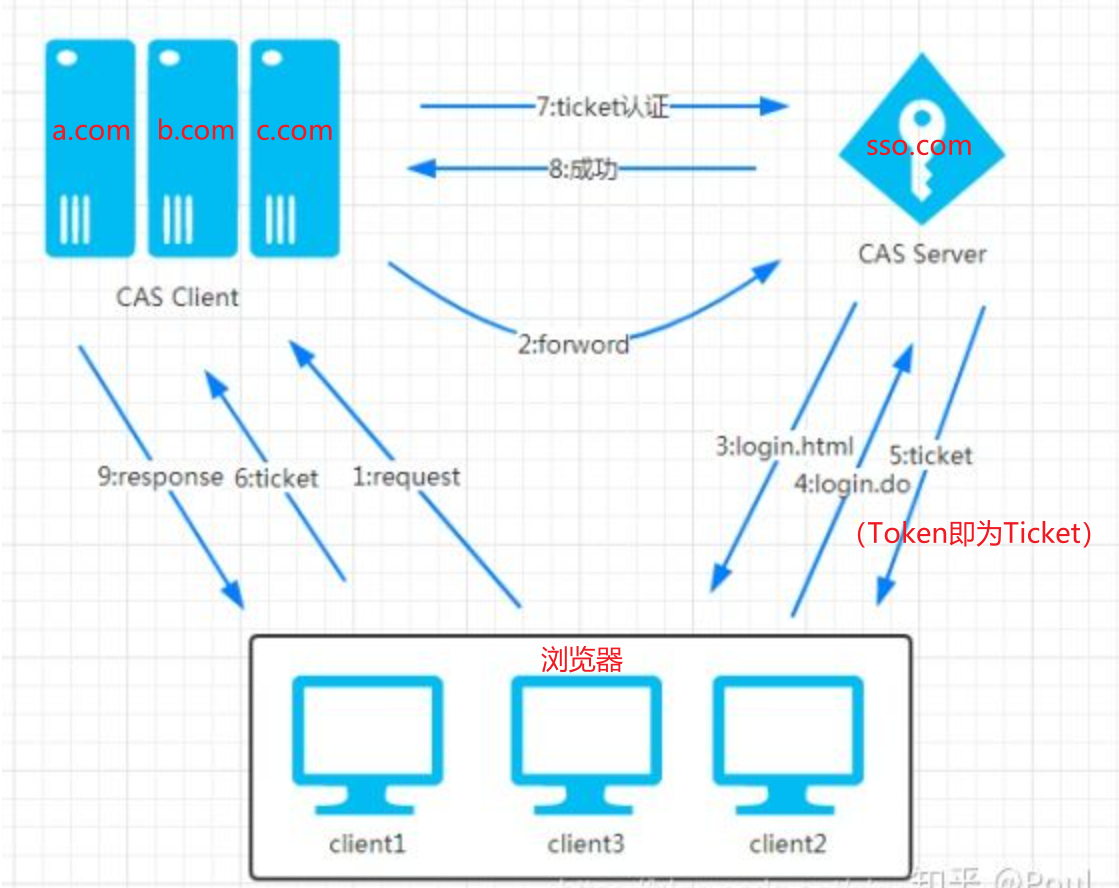 a.com b.com c.com
7:ticket认证
8:成功
sso.com
CAS Server
CAS Client
2:forword
3:login.html
4:login.do
5:ticket
(Token即为Ticket)
9:response
6:ticket
1:request
浏览器
client1
client3
client2
知乎 @Poul